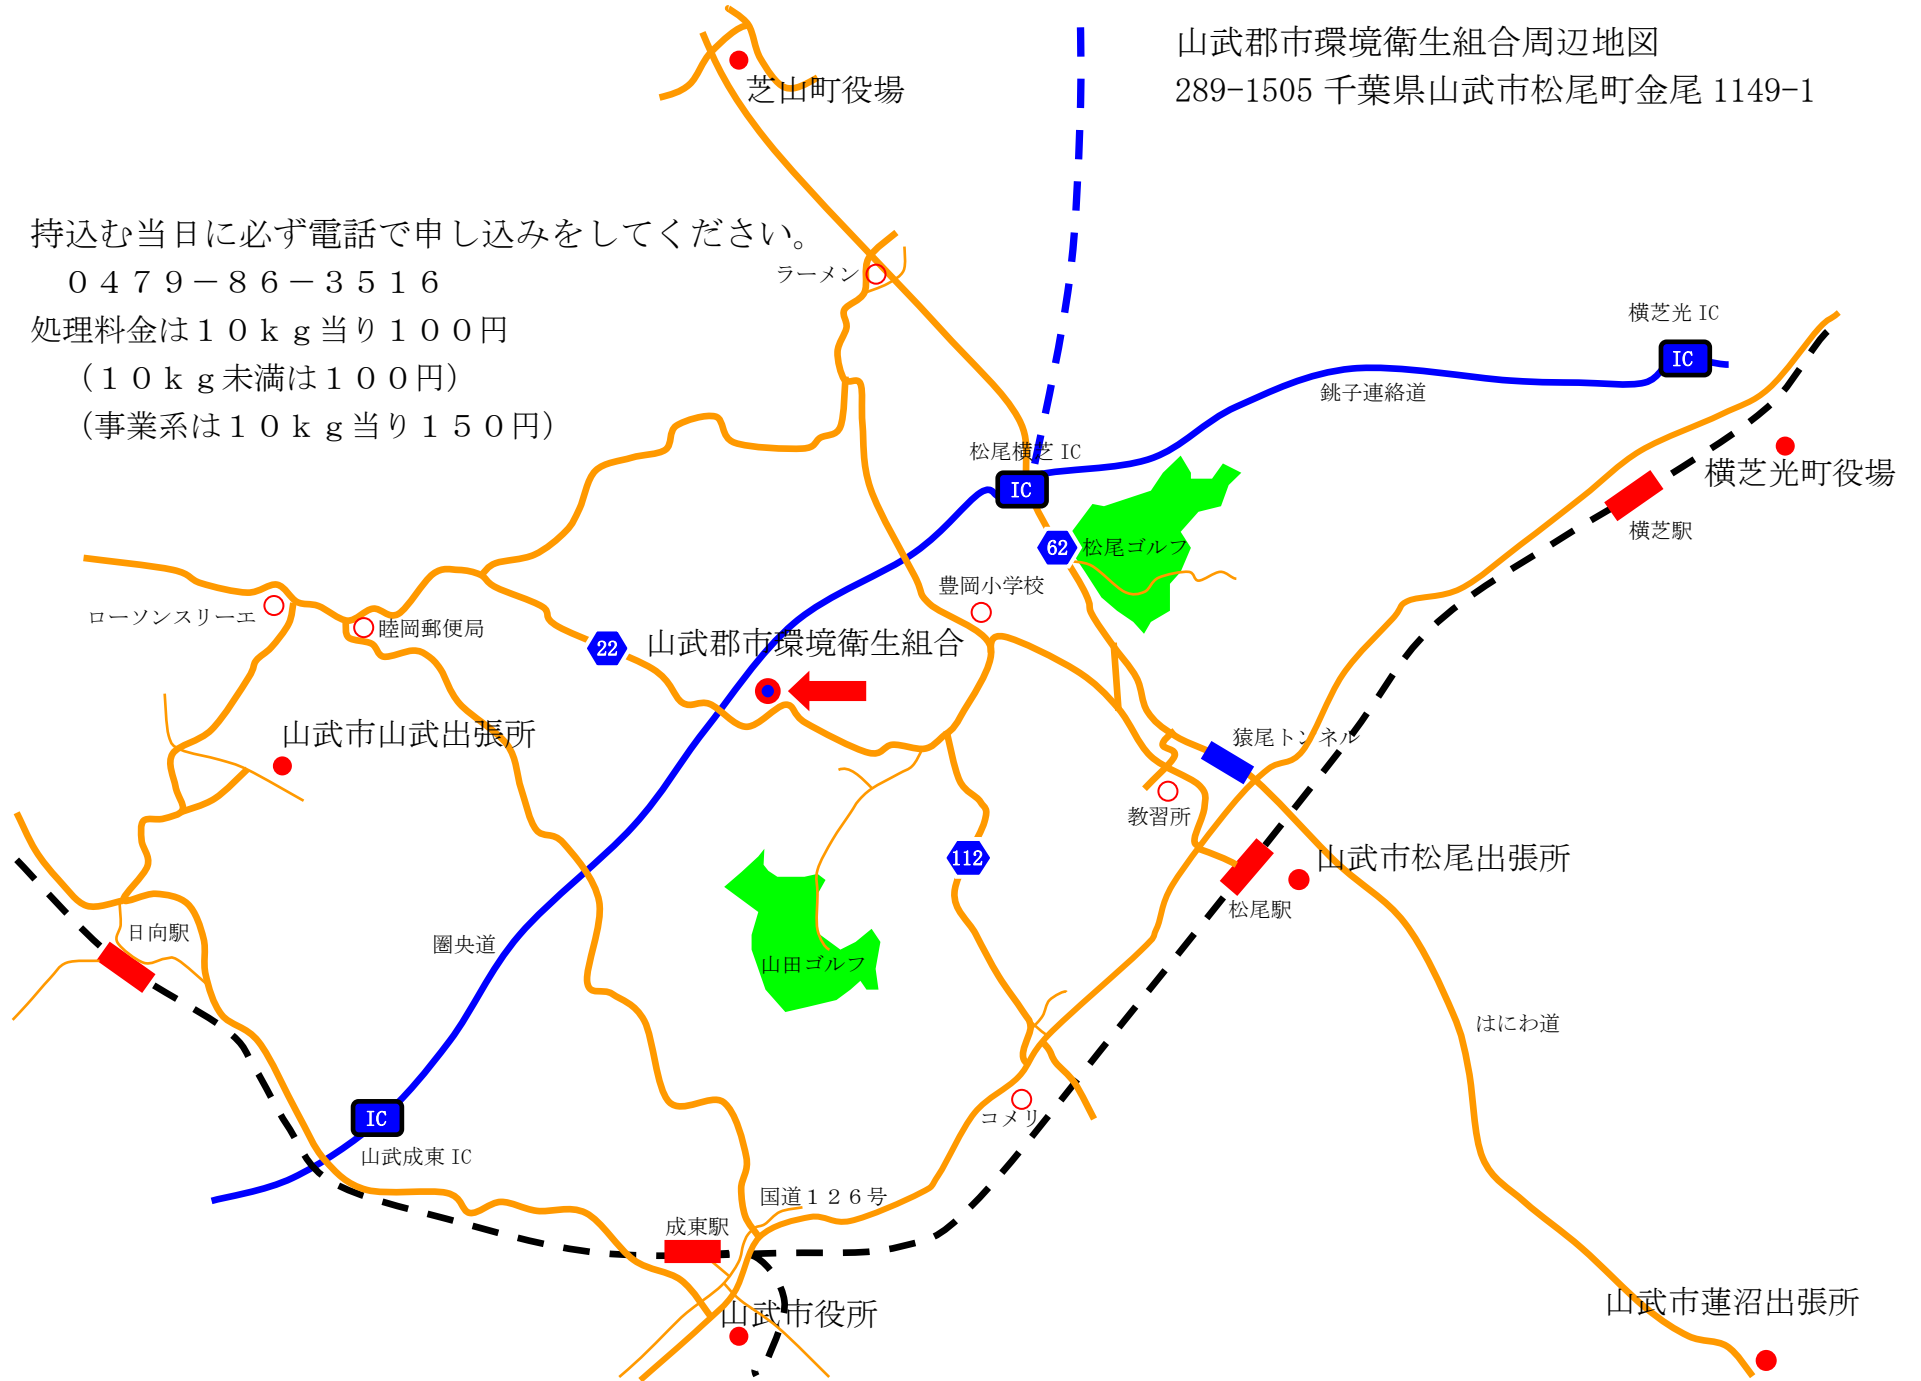 山武郡市環境衛生組合周辺地図
289-1505 千葉県山武市松尾町金尾 1149-1
芝山町役場
持込む当日に必ず電話で申し込みをしてください。
０４７９－８６－３５１６
処理料金は１０ｋｇ当り１００円
（１０ｋｇ未満は１００円）
（事業系は１０ｋｇ当り１５０円）
ラーメン
横芝光 IC
IC
銚子連絡道
松尾横芝 IC
IC
横芝光町役場
横芝駅
62
松尾ゴルフ
豊岡小学校
ローソンスリーエ
睦岡郵便局
22
山武郡市環境衛生組合
山武市山武出張所
猿尾トンネル
教習所
112
山武市松尾出張所
松尾駅
日向駅
圏央道
山田ゴルフ
はにわ道
IC
山武成東 IC
コメリ
国道１２６号
成東駅
山武市役所
山武市蓮沼出張所